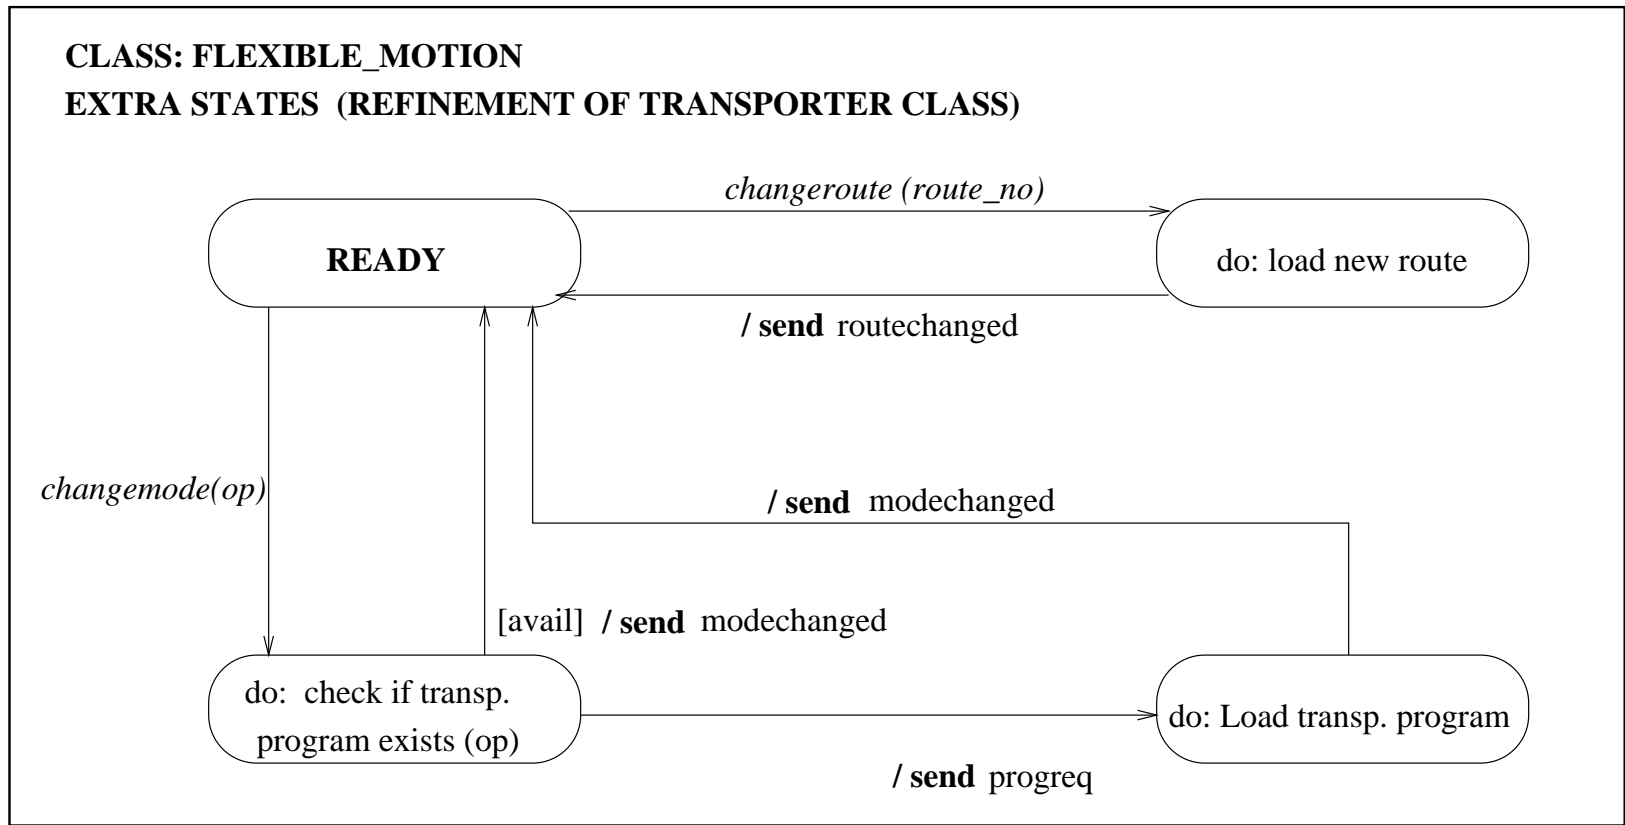 CLASS: FLEXIBLE_MOTION
EXTRA STATES (REFINEMENT OF TRANSPORTER CLASS)
changeroute (route_no)
READY
do: load new route
/ send routechanged
changemode(op)
/ send modechanged
[avail] / send modechanged
do: check if transp.
program exists (op)
do: Load transp. program
/ send progreq